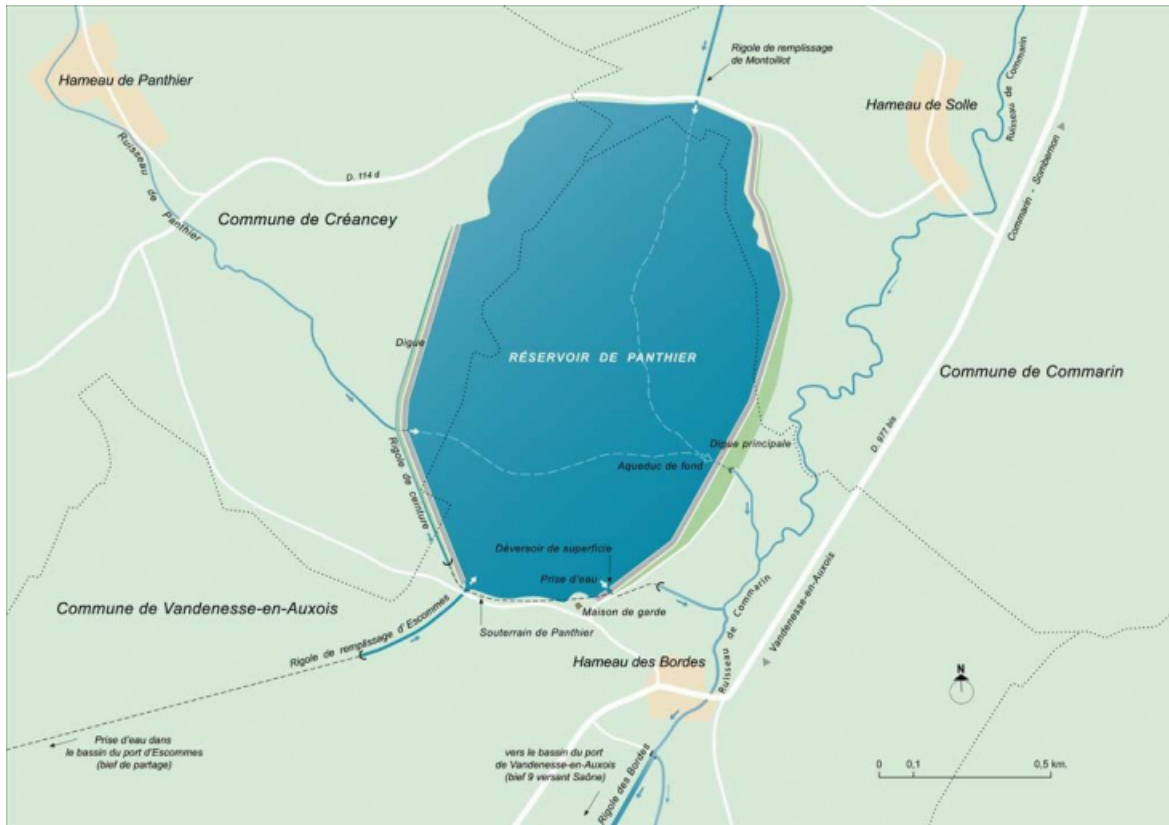 Rigole de remplissage
de Montoillot
Hameau de Panthier
Hameau de Solle
Ruisseau de Commarin
Ruisseau de Panthier
D. 114 d
Commune de Créancey
Commarin - Sombernon
Digue
RÉSERVOIR DE PANTHIER
Commune de Commarin
D. 977 bis
Digue principale
Aqueduc de fond
Rigole de ceinture
Déversoir de superficie
Prise d'eau
Commune de Vandenesse-en-Auxois
Maison de garde
Souterrain de Panthier
Rigole de remplissage d'Escommes
Ruisseau de Commarin
Vandenesse-en-Auxois
Hameau des Bordes
N
Prise d'eau dans
le bassin du port d'Escommes
(bief de partage)
vers le bassin du port
de Vandenesse-en-Auxois
(bief 9 versant Saône)
Rigole des Bordes
0 0,1 0,5 km.